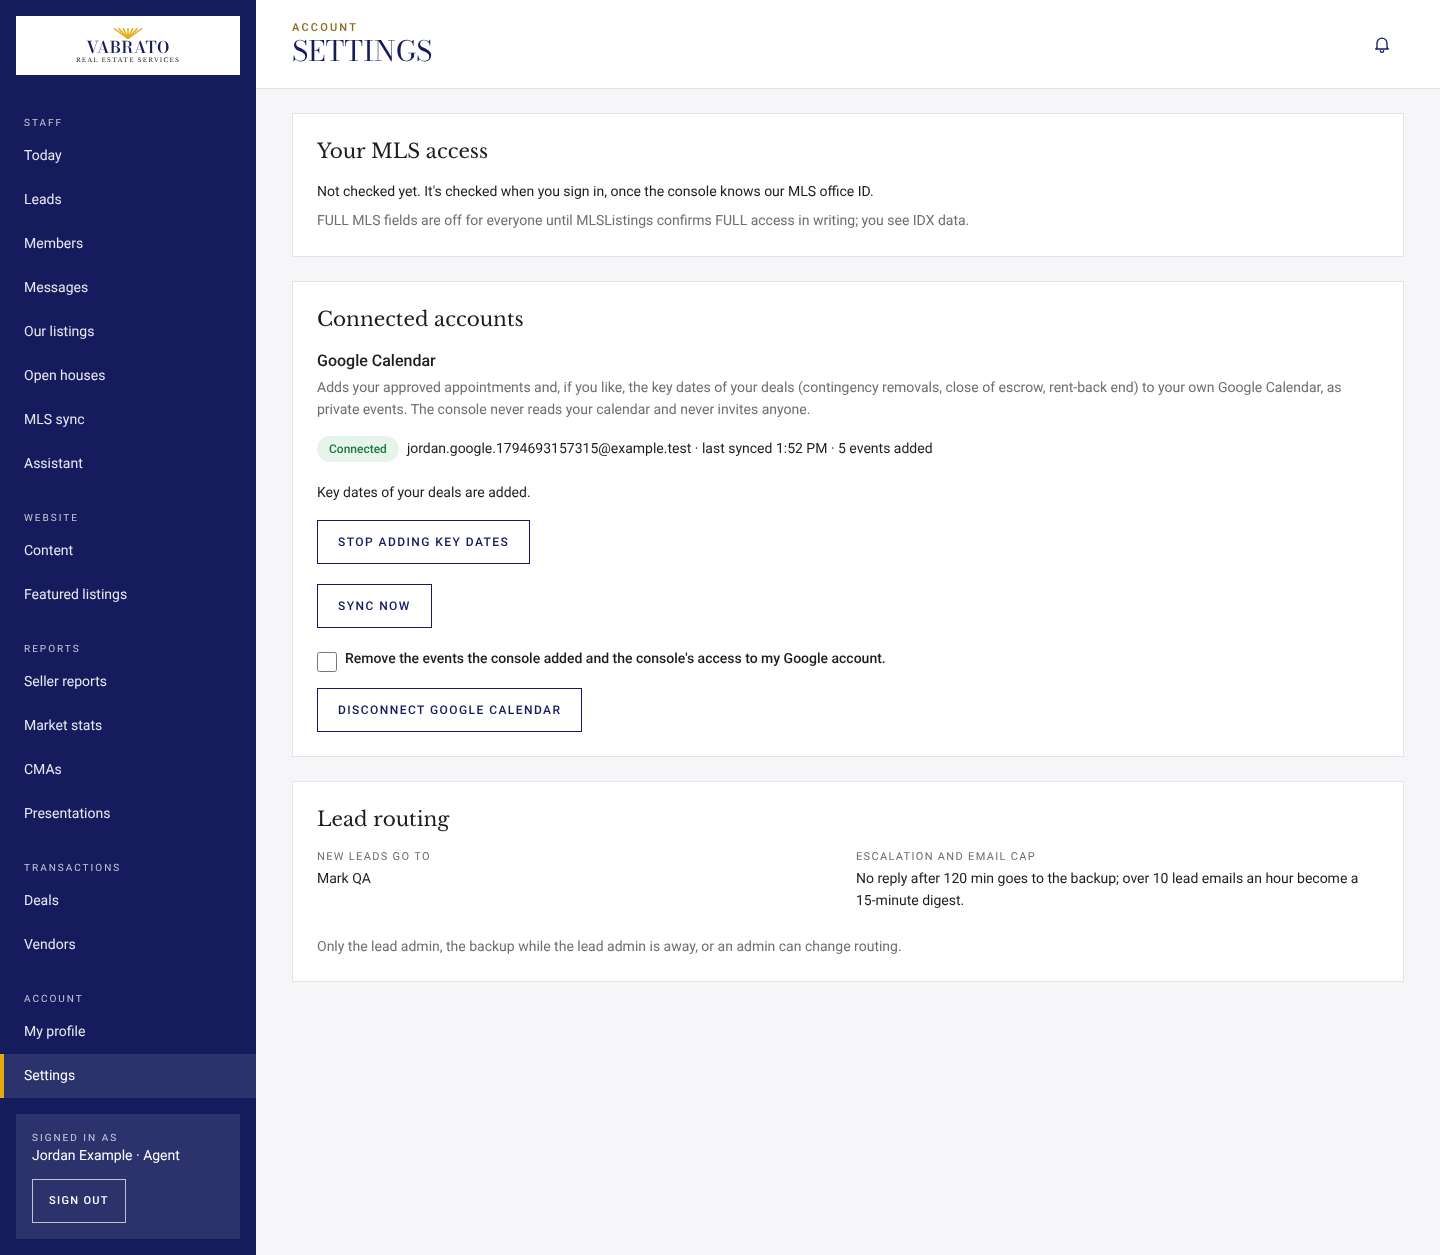 VABRATO
REAL ESTATE SERVICES
STAFF
Today
Leads
Members
Messages
Our listings
Open houses
MLS sync
Assistant
WEBSITE
Content
Featured listings
REPORTS
Seller reports
Market stats
CMAs
Presentations
TRANSACTIONS
Deals
Vendors
ACCOUNT
My profile
Settings
SIGNED IN AS
Jordan Example · Agent
SIGN OUT
ACCOUNT
SETTINGS
Your MLS access
Not checked yet. It's checked when you sign in, once the console knows our MLS office ID.
FULL MLS fields are off for everyone until MLSListings confirms FULL access in writing; you see IDX data.
Connected accounts
Google Calendar
Adds your approved appointments and, if you like, the key dates of your deals (contingency removals, close of escrow, rent-back end) to your own Google Calendar, as
private events. The console never reads your calendar and never invites anyone.
Connected jordan.google.1794693157315@example.test · last synced 1:52 PM · 5 events added
Key dates of your deals are added.
STOP ADDING KEY DATES
SYNC NOW
Remove the events the console added and the console's access to my Google account.
DISCONNECT GOOGLE CALENDAR
Lead routing
NEW LEADS GO TO
Mark QA
ESCALATION AND EMAIL CAP
No reply after 120 min goes to the backup; over 10 lead emails an hour become a
15-minute digest.
Only the lead admin, the backup while the lead admin is away, or an admin can change routing.